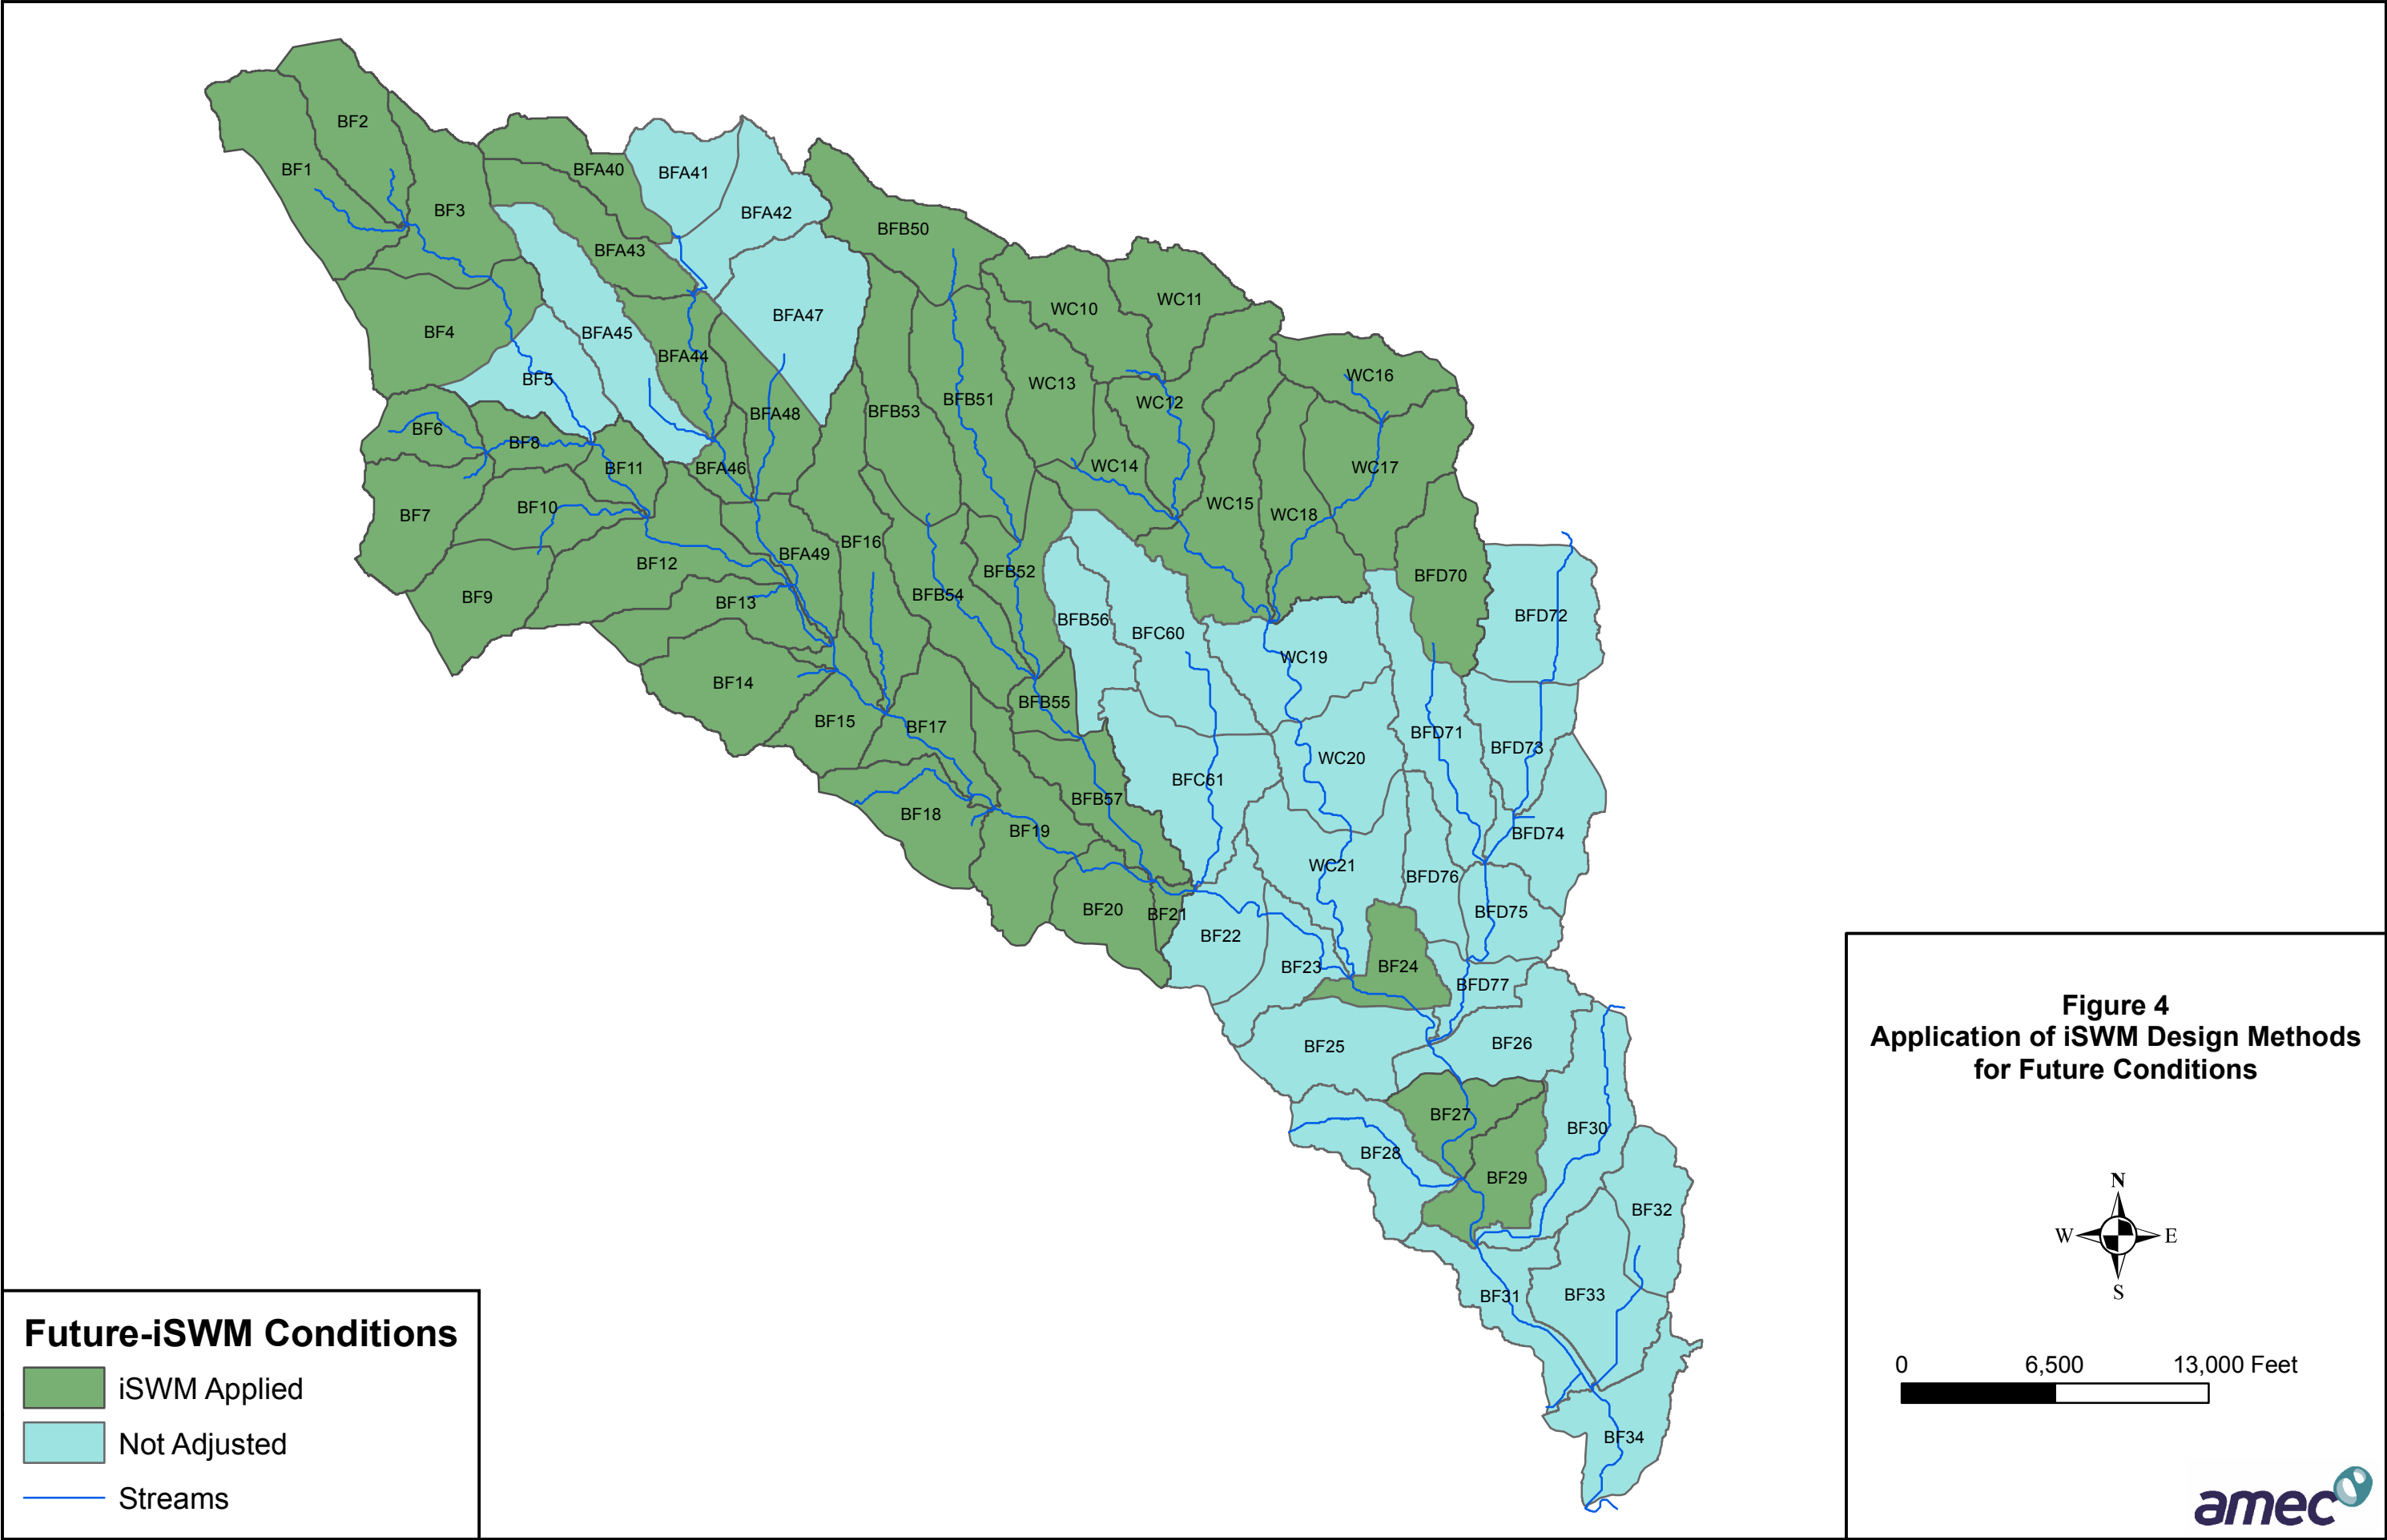 BF2
BF1
BFA40
BFA41
BF3
BFA42
BFB50
BFA43
WC11
WC10
BFA47
BF4
BFA45
BFA44
WC16
BF5
WC13
BFB51
WC12
BFB53
BFA48
BF6
BF8
WC14
BF11
BFA46
WC17
WC15
BF10
BF7
WC18
BF16
BFA49
BF12
BFB52
BFD70
BFB54
BF9
BF13
BFD72
BFB56
BFC60
WC19
BF14
BFB55
BF15
BF17
BFD71
BFD73
WC20
BFC61
BFB57
BF18
BF19
BFD74
WC21
BFD76
BF20
BF21
BFD75
BF22
BF23
BF24
BFD77
BF25
BF26
BF27
BF30
BF28
BF29
BF32
BF33
BF31
BF34
Future-iSWM Conditions
iSWM Applied
Not Adjusted
Streams
Figure 4
Application of iSWM Design Methods
for Future Conditions
N
W E
S
0 6,500 13,000 Feet
amec